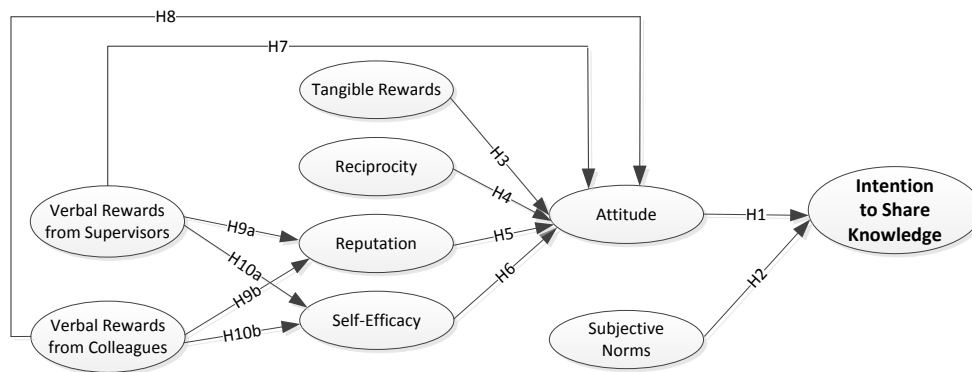 H8
H7
Tangible Rewards
H3
Reciprocity
H4
Verbal Rewards
from Supervisors
H9a
H10a
Reputation
H5
Attitude
H1
Intention
to Share
Knowledge
H6
H2
H9b
Verbal Rewards
from Colleagues
H10b
Self-Efficacy
Subjective
Norms